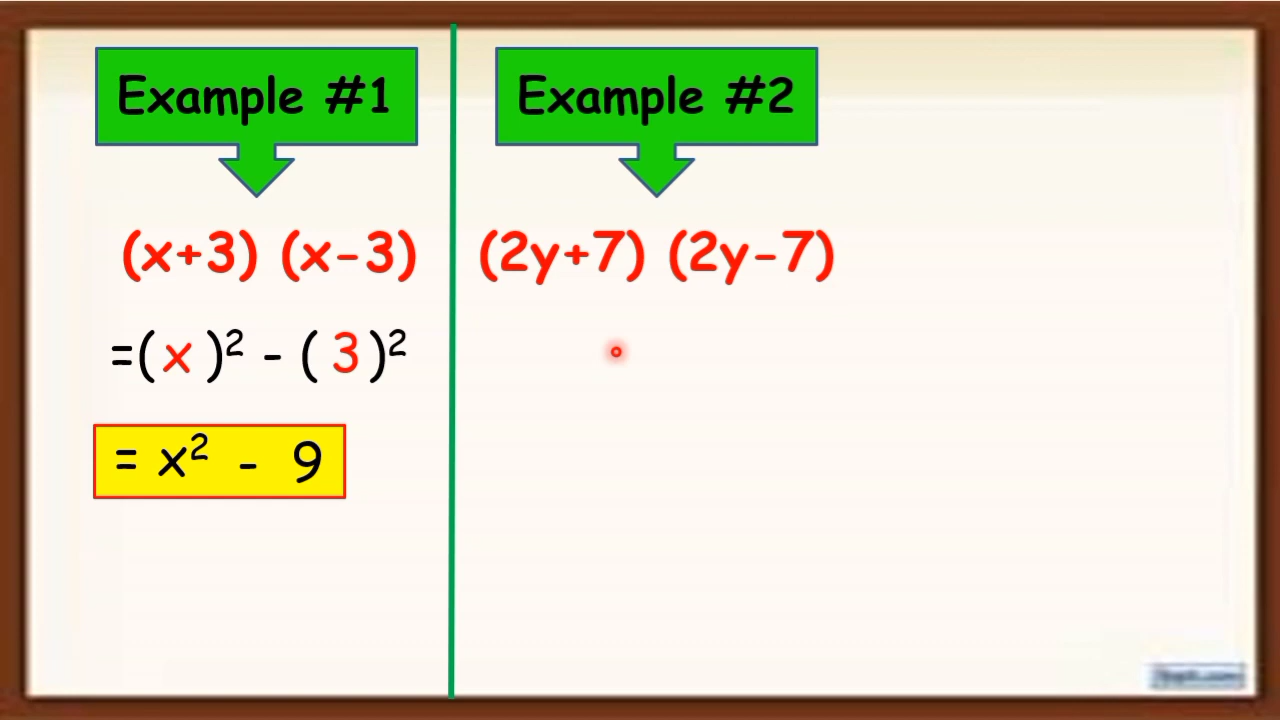 Example #1
(x+3) (x-3)
=( x )² - ( 3 )²
= x² - 9
Example #2
(2y+7) (2y-7)